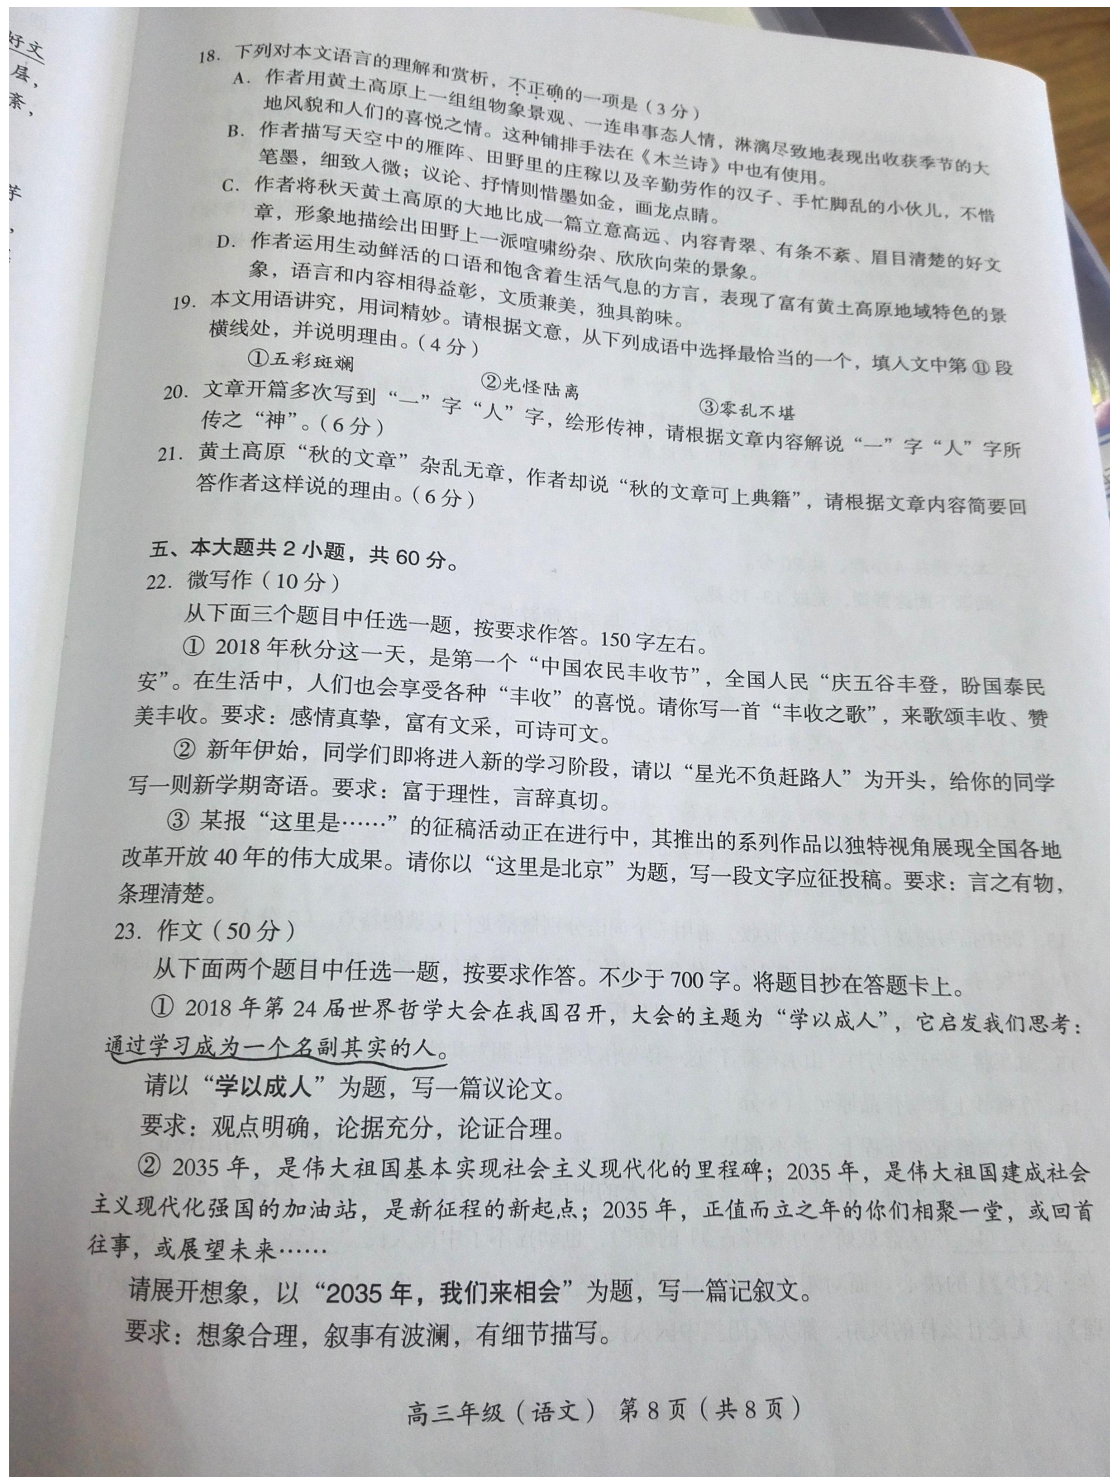 好文
层，
紊，
18. 下列对本文语言的理解和赏析，不正确的一项是（3分）
A. 作者用黄土高原上一组组物象景观、一连串事态人情，淋漓尽致地表现出收获季节的大
地风貌和人们的喜悦之情。这种铺排手法在《木兰诗》中也有使用。
B. 作者描写天空中的雁阵、田野里的庄稼以及辛勤劳作的汉子、手忙脚乱的小伙儿，不惜
笔墨，细致入微；议论、抒情则惜墨如金，画龙点睛。
C. 作者将秋天黄土高原的大地比成一篇立意高远、内容青翠、有条不紊、眉目清楚的好文
章，形象地描绘出田野上一派喧啸纷杂、欣欣向荣的景象。
D. 作者运用生动鲜活的口语和饱含着生活气息的方言，表现了富有黄土高原地域特色的景
象，语言和内容相得益彰，文质兼美，独具韵味。
19. 本文用语讲究，用词精妙。请根据文意，从下列成语中选择最恰当的一个，填入文中第⑪段
横线处，并说明理由。（4分）
①五彩斑斓 ②光怪陆离 ③零乱不堪
20. 文章开篇多次写到“一”字“人”字，绘形传神，请根据文章内容解说“一”字“人”字所
传之“神”。（6分）
21. 黄土高原“秋的文章”杂乱无章，作者却说“秋的文章可上典籍”，请根据文章内容简要回
答作者这样说的理由。（6分）
五、本大题共2小题，共60分。
22. 微写作（10分）
从下面三个题目中任选一题，按要求作答。150字左右。
① 2018年秋分这一天，是第一个“中国农民丰收节”，全国人民“庆五谷丰登，盼国泰民
安”。在生活中，人们也会享受各种“丰收”的喜悦。请你写一首“丰收之歌”，来歌颂丰收、赞
美丰收。要求：感情真挚，富有文采，可诗可文。
② 新年伊始，同学们即将进入新的学习阶段，请以“星光不负赶路人”为开头，给你的同学
写一则新学期寄语。要求：富于理性，言辞真切。
③ 某报“这里是……”的征稿活动正在进行中，其推出的系列作品以独特视角展现全国各地
改革开放40年的伟大成果。请你以“这里是北京”为题，写一段文字应征投稿。要求：言之有物，
条理清楚。
23. 作文（50分）
从下面两个题目中任选一题，按要求作答。不少于700字。将题目抄在答题卡上。
① 2018年第24届世界哲学大会在我国召开，大会的主题为“学以成人”，它启发我们思考：
通过学习成为一个名副其实的人。
请以“学以成人”为题，写一篇议论文。
要求：观点明确，论据充分，论证合理。
② 2035年，是伟大祖国基本实现社会主义现代化的里程碑；2035年，是伟大祖国建成社会
主义现代化强国的加油站，是新征程的新起点；2035年，正值而立之年的你们相聚一堂，或回首
往事，或展望未来……
请展开想象，以“2035年，我们来相会”为题，写一篇记叙文。
要求：想象合理，叙事有波澜，有细节描写。
高三年级（语文） 第8页（共8页）